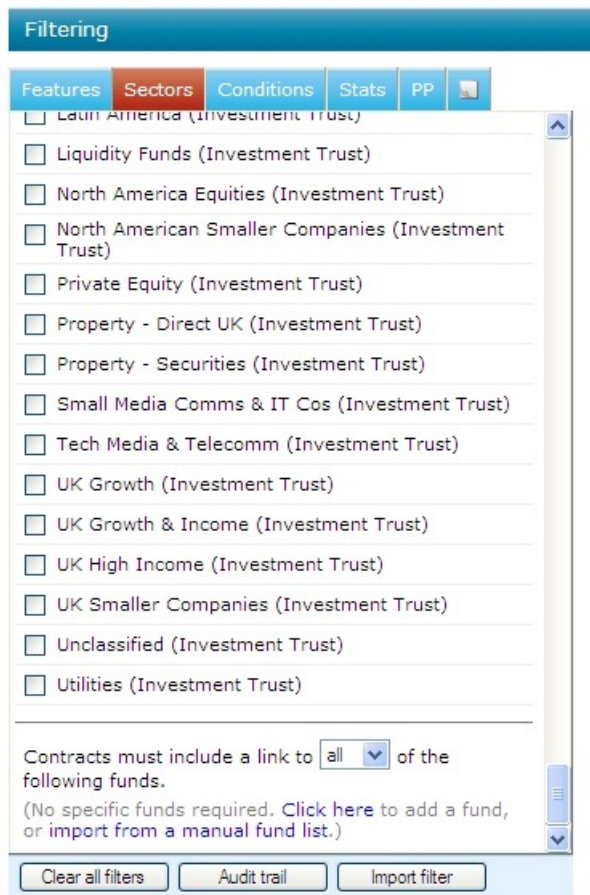 Filtering
Features Sectors Conditions Stats PP
Latin America (Investment Trust)
Liquidity Funds (Investment Trust)
North America Equities (Investment Trust)
North American Smaller Companies (Investment
Trust)
Private Equity (Investment Trust)
Property - Direct UK (Investment Trust)
Property - Securities (Investment Trust)
Small Media Comms & IT Cos (Investment Trust)
Tech Media & Telecomm (Investment Trust)
UK Growth (Investment Trust)
UK Growth & Income (Investment Trust)
UK High Income (Investment Trust)
UK Smaller Companies (Investment Trust)
Unclassified (Investment Trust)
Utilities (Investment Trust)
Contracts must include a link to all of the
following funds.
(No specific funds required. Click here to add a fund,
or import from a manual fund list.)
Clear all filters Audit trail Import filter